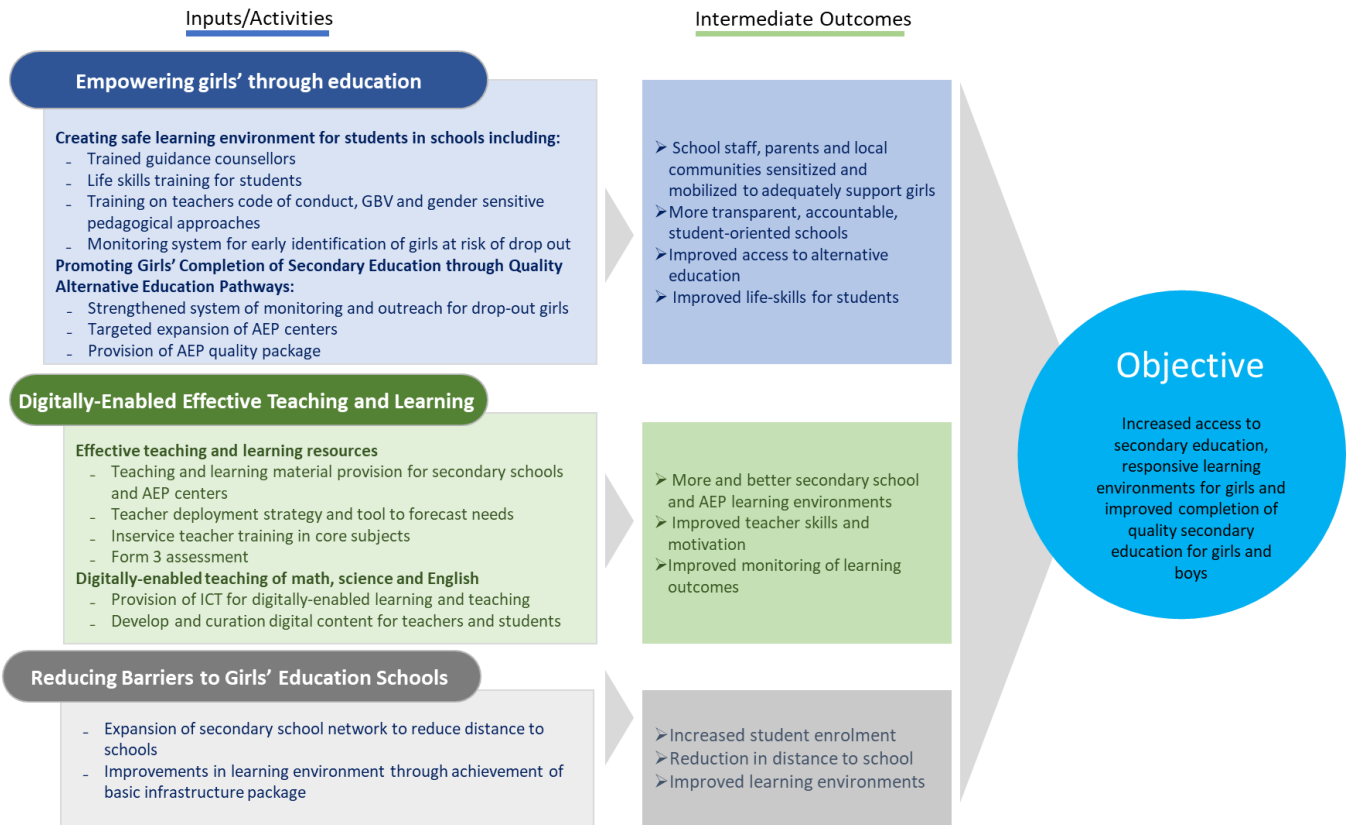 Inputs/Activities
Intermediate Outcomes
Empowering girls' through education
Creating safe learning environment for students in schools including:
- Trained guidance counsellors
- Life skills training for students
- Training on teachers code of conduct, GBV and gender sensitive
pedagogical approaches
- Monitoring system for early identification of girls at risk of drop out
Promoting Girls' Completion of Secondary Education through Quality
Alternative Education Pathways:
- Strengthened system of monitoring and outreach for drop-out girls
- Targeted expansion of AEP centers
- Provision of AEP quality package
➢ School staff, parents and local
communities sensitized and
mobilized to adequately support girls
➢ More transparent, accountable,
student-oriented schools
➢ Improved access to alternative
education
➢ Improved life-skills for students
Digitally-Enabled Effective Teaching and Learning
Effective teaching and learning resources
- Teaching and learning material provision for secondary schools
and AEP centers
- Teacher deployment strategy and tool to forecast needs
- Inservice teacher training in core subjects
- Form 3 assessment
Digitally-enabled teaching of math, science and English
- Provision of ICT for digitally-enabled learning and teaching
- Develop and curation digital content for teachers and students
➢ More and better secondary school
and AEP learning environments
➢ Improved teacher skills and
motivation
➢ Improved monitoring of learning
outcomes
Reducing Barriers to Girls' Education Schools
- Expansion of secondary school network to reduce distance to
schools
- Improvements in learning environment through achievement of
basic infrastructure package
➢ Increased student enrolment
➢ Reduction in distance to school
➢ Improved learning environments
Objective
Increased access to
secondary education,
responsive learning
environments for girls and
improved completion of
quality secondary
education for girls and
boys